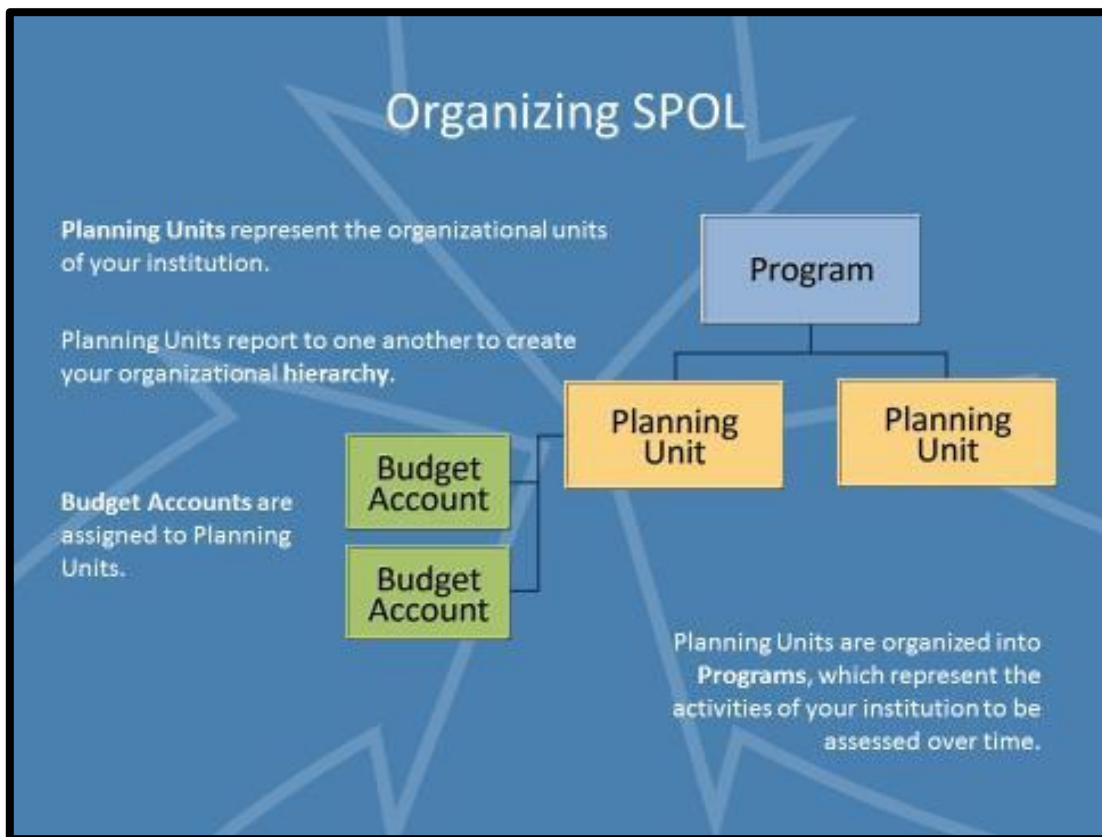 Organizing SPOL
Planning Units represent the organizational units
of your institution.
Planning Units report to one another to create
your organizational hierarchy.
Budget Accounts are
assigned to Planning
Units.
Program
Planning
Unit
Planning
Unit
Budget
Account
Budget
Account
Planning Units are organized into
Programs, which represent the
activities of your institution to be
assessed over time.